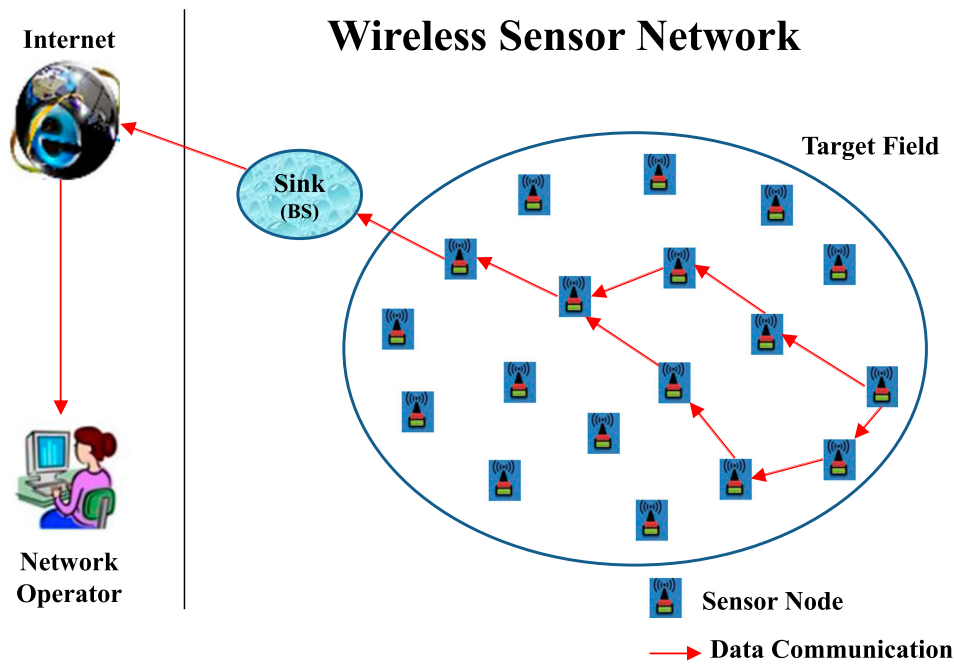 Internet
Wireless Sensor Network
Target Field
Sink
(BS)
Network
Operator
Sensor Node
Data Communication